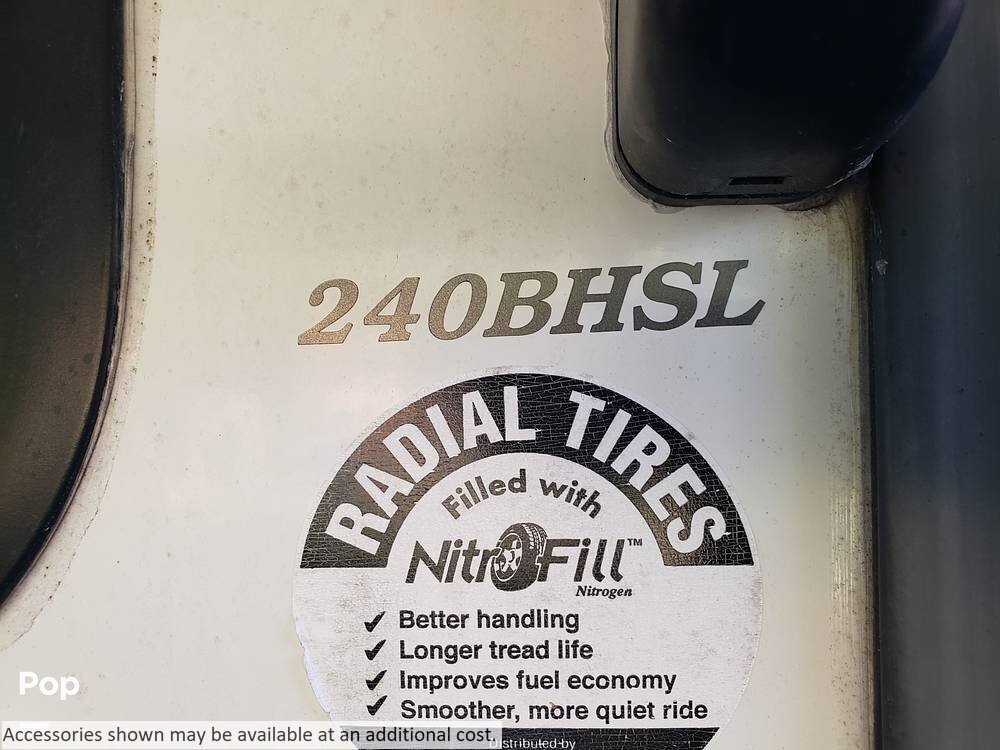 240BHSL
RADIAL TIRES
Filled with
NitroFill™
Nitrogen
✓ Better handling
✓ Longer tread life
✓ Improves fuel economy
✓ Smoother, more quiet ride
Distributed by
Pop
Accessories shown may be available at an additional cost.